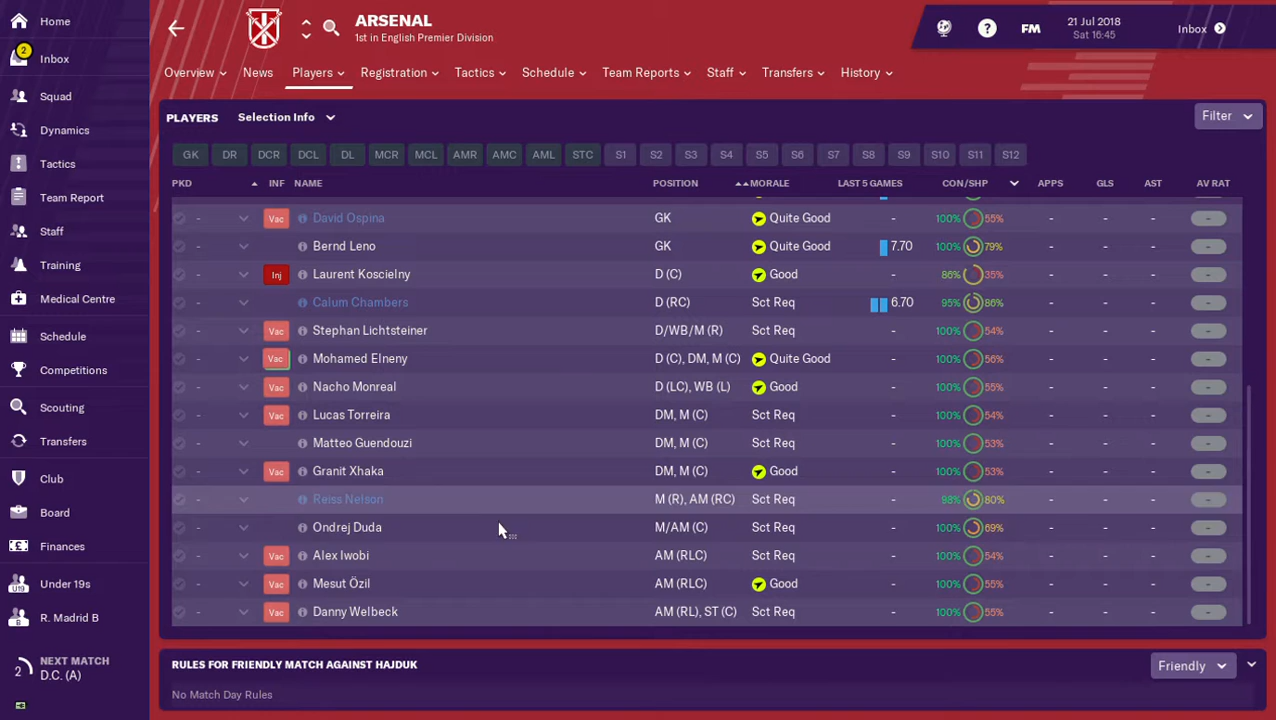 Home
ARSENAL
1st in English Premier Division
? FM 21 Jul 2018
Sat 16:45
Inbox
2
Inbox
Squad
Dynamics
Tactics
Team Report
Staff
Training
Medical Centre
Schedule
Competitions
Scouting
Transfers
Club
Board
Finances
U19 Under 19s
B R. Madrid B
2 NEXT MATCH
D.C. (A)
Overview News Players Registration Tactics Schedule Team Reports Staff Transfers History
PLAYERS Selection Info Filter
GK DR DCR DCL DL MCR MCL AMR AMC AML STC S1 S2 S3 S4 S5 S6 S7 S8 S9 S10 S11 S12
PKD INF NAME POSITION MORALE LAST 5 GAMES CON/SHP APPS GLS AST AV RAT
- Vac David Ospina GK Quite Good - 100% 55% - - - -
- Bernd Leno GK Quite Good 7.70 100% 79% - - - -
- Inj Laurent Koscielny D (C) Good - 86% 35% - - - -
- Calum Chambers D (RC) Sct Req 6.70 95% 86% - - - -
- Vac Stephan Lichtsteiner D/WB/M (R) Sct Req - 100% 54% - - - -
- Vac Mohamed Elneny D (C), DM, M (C) Quite Good - 100% 56% - - - -
- Vac Nacho Monreal D (LC), WB (L) Good - 100% 55% - - - -
- Vac Lucas Torreira DM, M (C) Sct Req - 100% 54% - - - -
- Matteo Guendouzi DM, M (C) Sct Req - 100% 53% - - - -
- Vac Granit Xhaka DM, M (C) Good - 100% 53% - - - -
- Reiss Nelson M (R), AM (RC) Sct Req - 98% 80% - - - -
- Ondrej Duda M/AM (C) Sct Req - 100% 69% - - - -
- Vac Alex Iwobi AM (RLC) Sct Req - 100% 54% - - - -
- Vac Mesut Özil AM (RLC) Good - 100% 55% - - - -
- Vac Danny Welbeck AM (RL), ST (C) Sct Req - 100% 55% - - - -
RULES FOR FRIENDLY MATCH AGAINST HAJDUK Friendly
No Match Day Rules